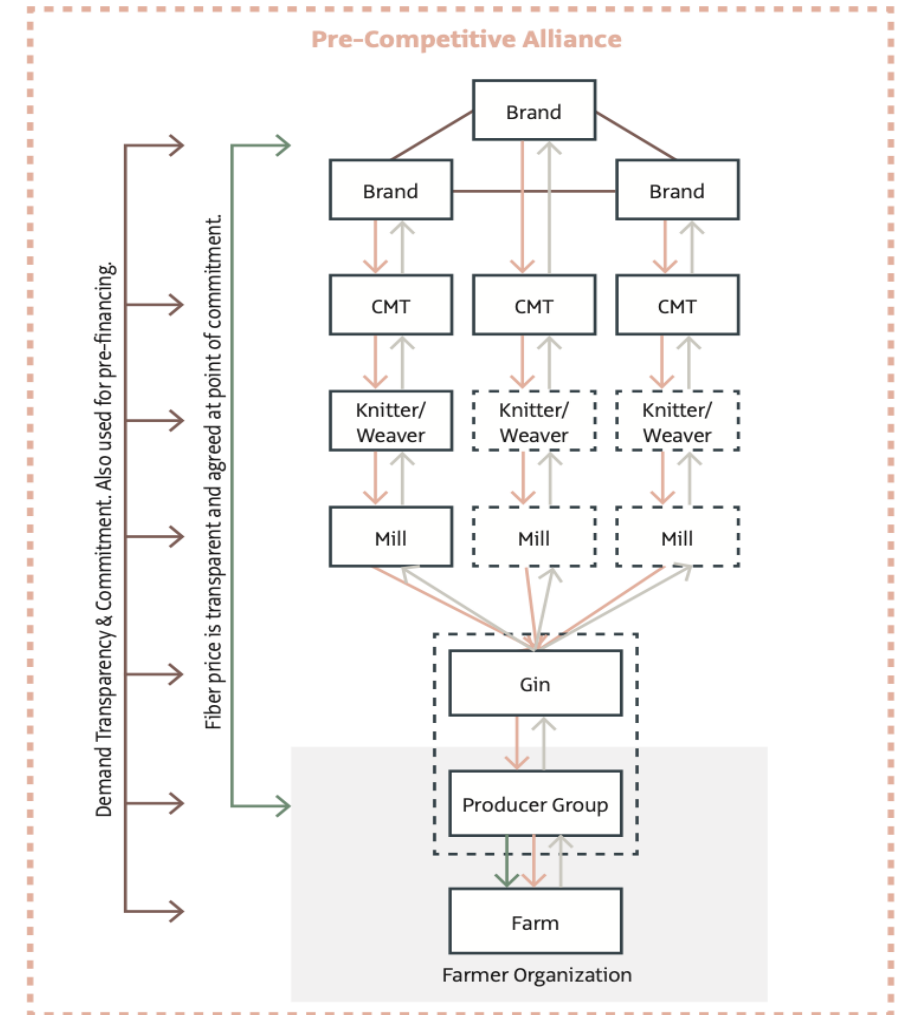 Pre-Competitive Alliance
Demand Transparency & Commitment. Also used for pre-financing.
Fiber price is transparent and agreed at point of commitment.
Brand
Brand
Brand
CMT
CMT
CMT
Knitter/
Weaver
Knitter/
Weaver
Knitter/
Weaver
Mill
Mill
Mill
Gin
Producer Group
Farm
Farmer Organization